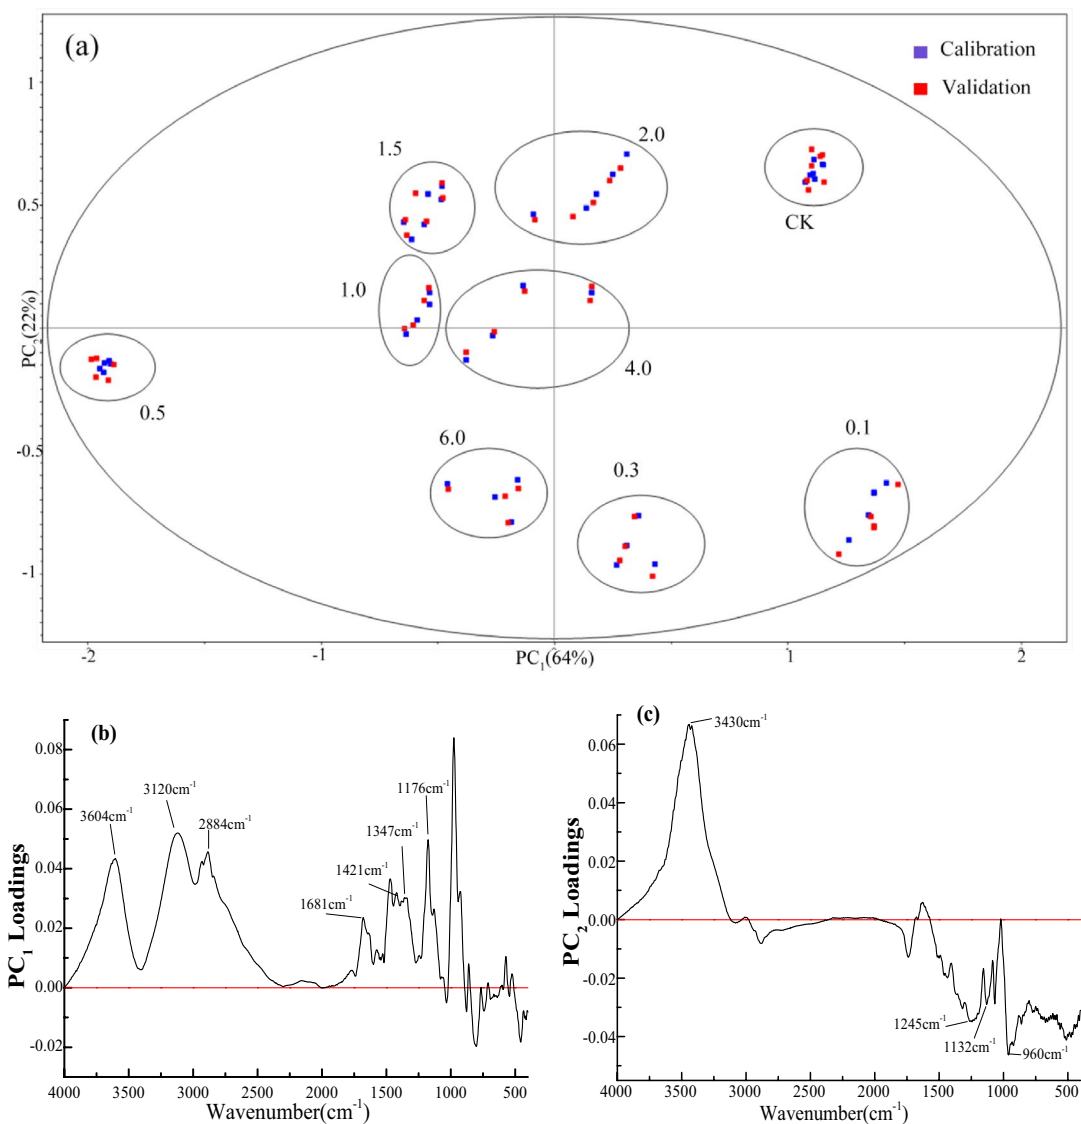 (a)
Calibration
Validation
1
0.5
PC2(22%)
-0.5
-1
1.5
2.0
CK
1.0
4.0
0.5
6.0
0.3
0.1
-2
-1
0
1
2
PC1(64%)
(b)
0.08
0.06
0.04
0.02
0.00
-0.02
PC1 Loadings
3604cm-1
3120cm-1
2884cm-1
1681cm-1
1421cm-1
1347cm-1
1176cm-1
4000
3500
3000
2500
2000
1500
1000
500
Wavenumber(cm-1)
(c)
0.06
0.04
0.02
0.00
-0.02
-0.04
PC2 Loadings
3430cm-1
1245cm-1
1132cm-1
960cm-1
4000
3500
3000
2500
2000
1500
1000
500
Wavenumber(cm-1)